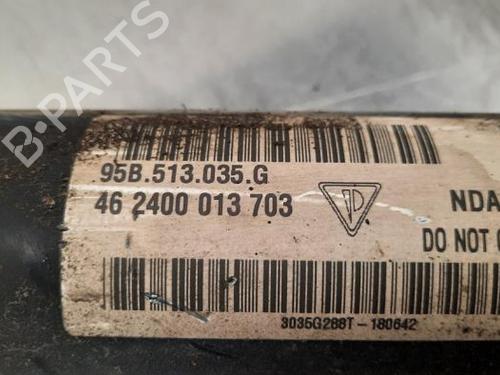 B-PARTS
95B.513.035.G
46 2400 013 703
NDA
DO NOT
3035G288T-180642